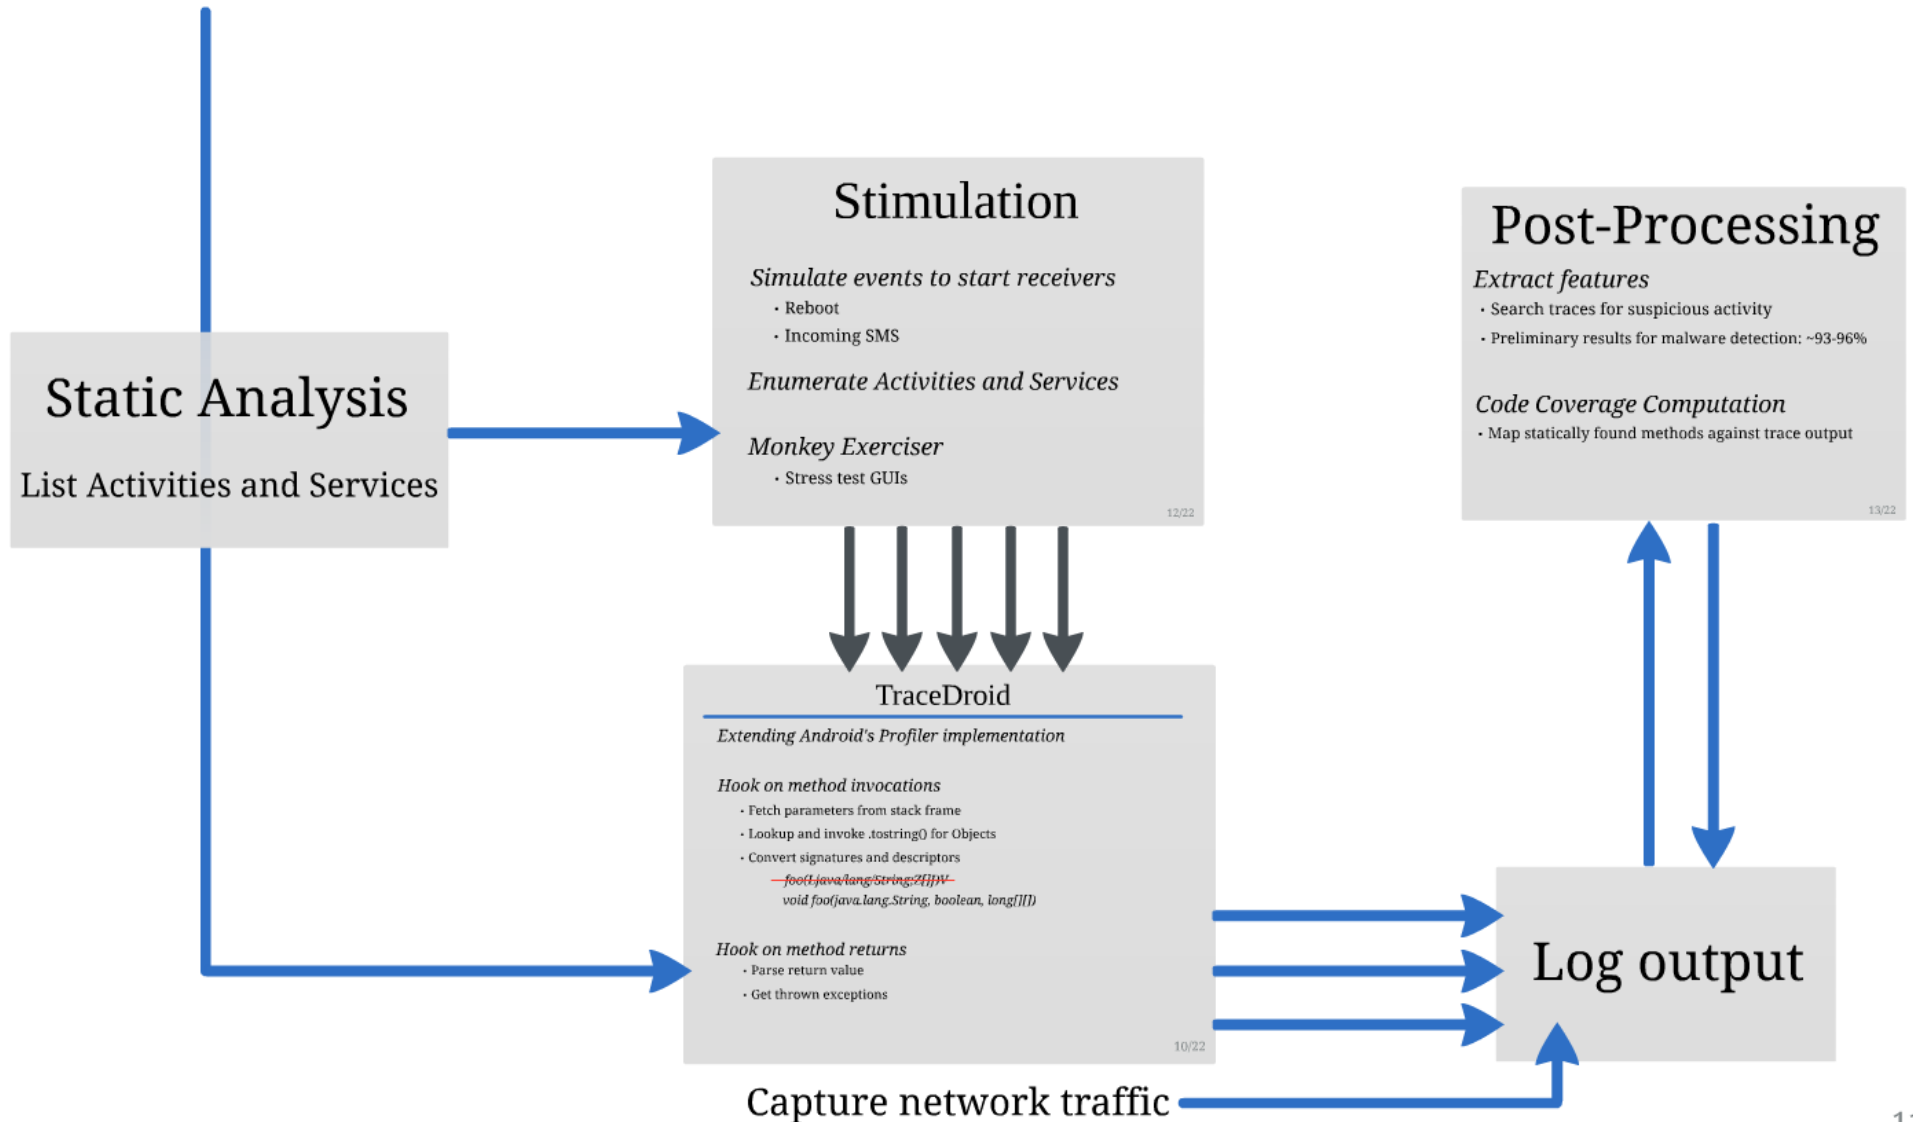 Static Analysis
List Activities and Services
Stimulation
Simulate events to start receivers
• Reboot
• Incoming SMS
Enumerate Activities and Services
Monkey Exerciser
• Stress test GUIs
12/22
Post-Processing
Extract features
• Search traces for suspicious activity
• Preliminary results for malware detection: ~93-96%
Code Coverage Computation
• Map statically found methods against trace output
13/22
TraceDroid
Extending Android's Profiler implementation
Hook on method invocations
• Fetch parameters from stack frame
• Lookup and invoke .tostring() for Objects
• Convert signatures and descriptors
void foo(java.lang.String, boolean, long[][])
Hook on method returns
• Parse return value
• Get thrown exceptions
10/22
Log output
Capture network traffic